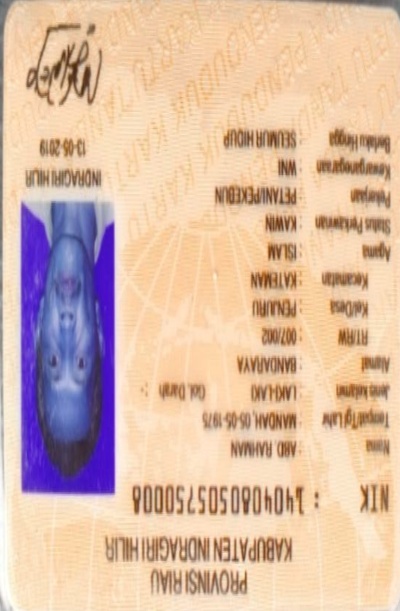 PROVINSI RIAU
KABUPATEN INDRAGIRI HILIR
NIK : 1404080505750008
Nama : ABD RAHMAN
Tempat/Tgl Lahir : MANDAH, 05-05-1975
Jenis kelamin : LAKI-LAKI Gol. Darah : -
Alamat : BANDARAYA
RT/RW : 007/002
Kel/Desa : PENJURU
Kecamatan : KATEMAN
Agama : ISLAM
Status Perkawinan : KAWIN
Pekerjaan : PETANI/PEKEBUN
Kewarganegaraan : WNI
Berlaku Hingga : SEUMUR HIDUP
INDRAGIRI HILIR
13-05-2019